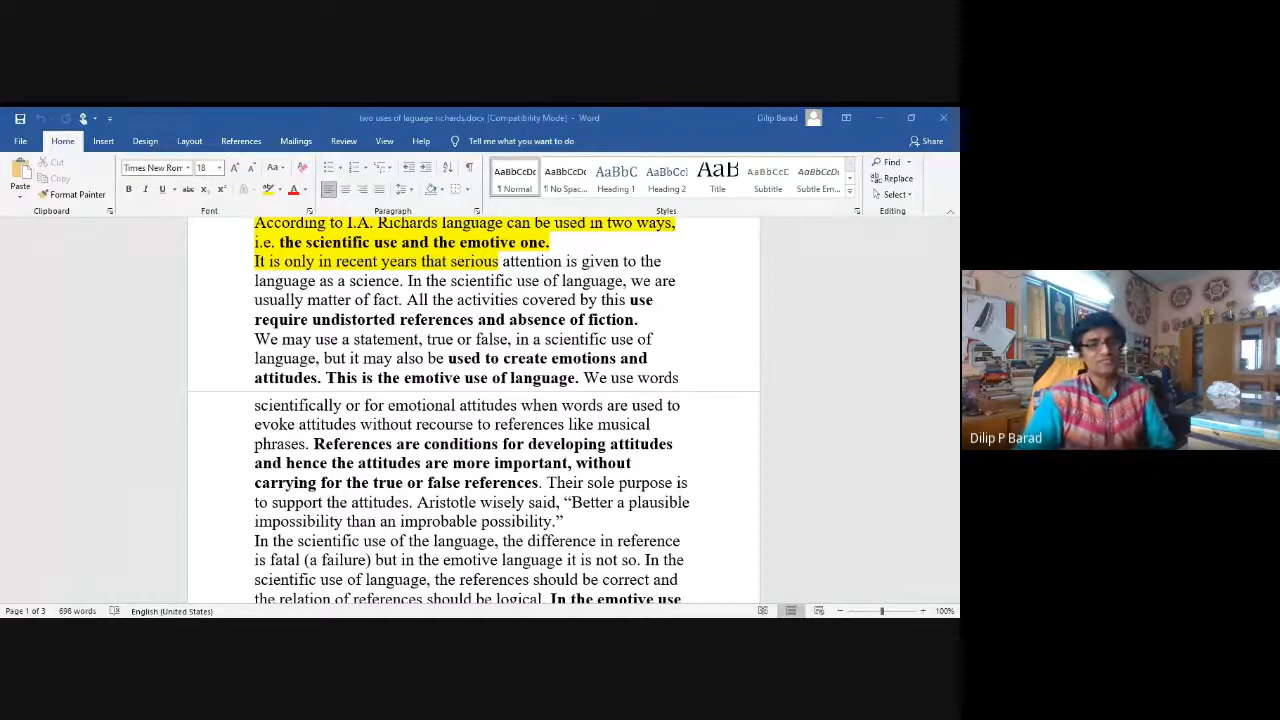 two uses of laguage richards.docx [Compatibility Mode] - Word
Dilip Barad
File Home Insert Design Layout References Mailings Review View Help Tell me what you want to do Share
Paste Cut Copy Format Painter
Times New Ron 18
Aa
AaBbCcDc AaBbCcDc AaBbC AaBbCcl AaB AaBbCcD AaBbCcDc
¶ Normal ¶ No Spac... Heading 1 Heading 2 Title Subtitle Subtle Em...
Find
Replace
Select
Clipboard Font Paragraph Styles Editing
According to I.A. Richards language can be used in two ways,
i.e. the scientific use and the emotive one.
It is only in recent years that serious attention is given to the
language as a science. In the scientific use of language, we are
usually matter of fact. All the activities covered by this use
require undistorted references and absence of fiction.
We may use a statement, true or false, in a scientific use of
language, but it may also be used to create emotions and
attitudes. This is the emotive use of language. We use words
scientifically or for emotional attitudes when words are used to
evoke attitudes without recourse to references like musical
phrases. References are conditions for developing attitudes
and hence the attitudes are more important, without
carrying for the true or false references. Their sole purpose is
to support the attitudes. Aristotle wisely said, “Better a plausible
impossibility than an improbable possibility.”
In the scientific use of the language, the difference in reference
is fatal (a failure) but in the emotive language it is not so. In the
scientific use of language, the references should be correct and
the relation of references should be logical. In the emotive use
Page 1 of 3 698 words English (United States) 100%
Dilip P Barad